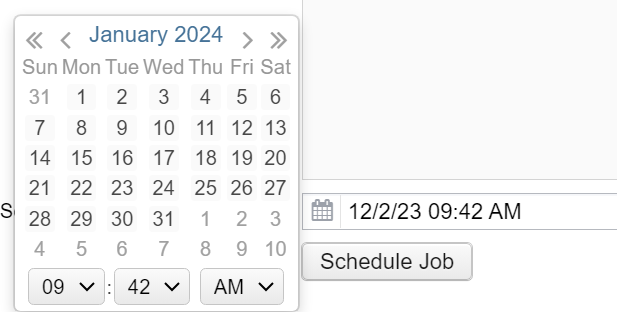 January 2024
Sun Mon Tue Wed Thu Fri Sat
31 1 2 3 4 5 6
7 8 9 10 11 12 13
14 15 16 17 18 19 20
21 22 23 24 25 26 27
28 29 30 31 1 2 3
4 5 6 7 8 9 10
09 : 42 AM
12/2/23 09:42 AM
Schedule Job